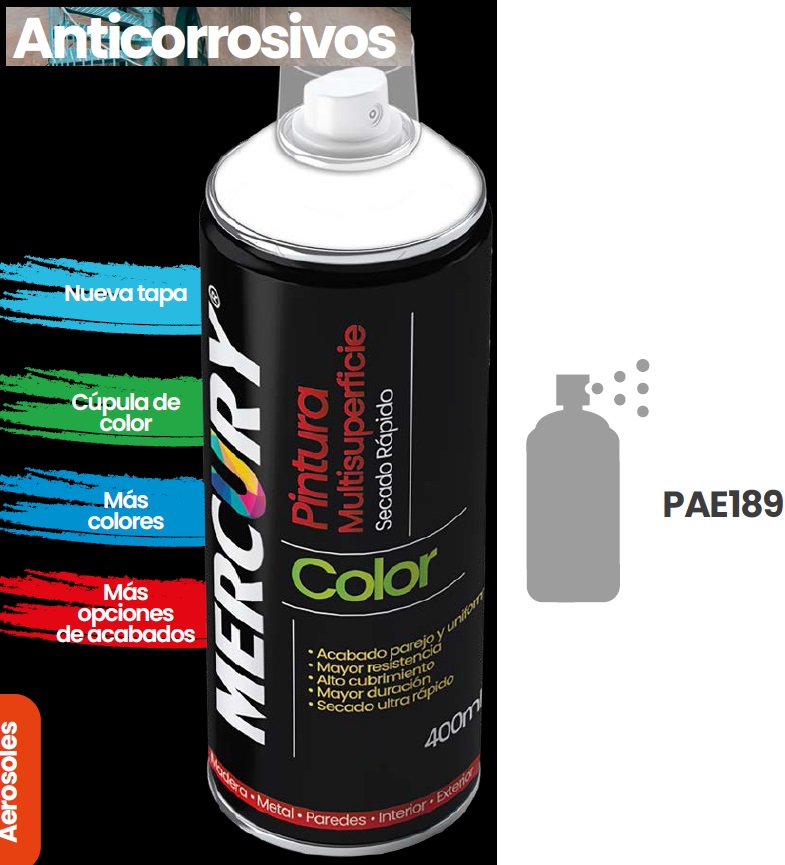 Anticorrosivos
Nueva tapa
Cúpula de
color
Más
colores
Más
opciones
de acabados
Aerosoles
MERCURY®
Pintura
Multisuperficie
Secado Rápido
Color
• Acabado parejo y uniform
• Mayor resistencia
• Alto cubrimiento
• Mayor duración
• Secado ultra rápido
400ml
Madera • Metal • Paredes • Interior • Exterior
PAE189